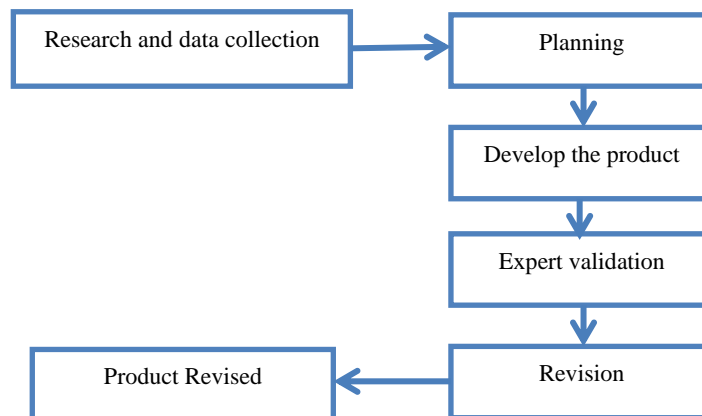 Research and data collection
Planning
Develop the product
Expert validation
Revision
Product Revised